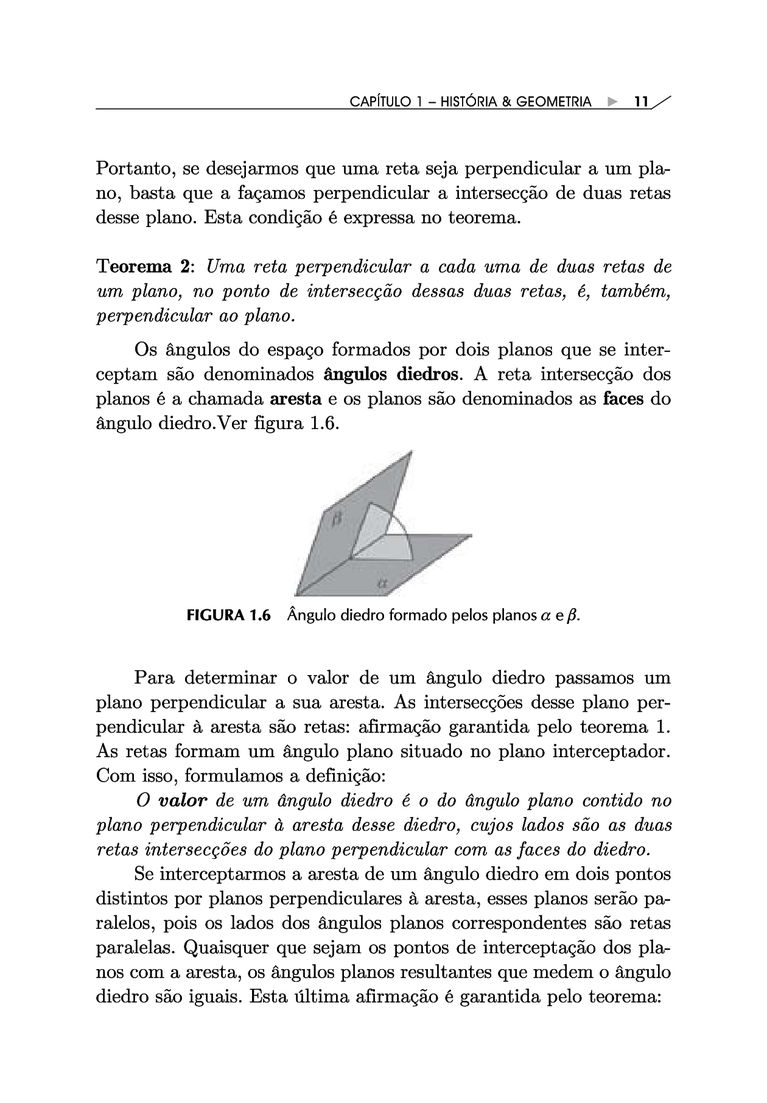 CAPÍTULO 1 – HISTÓRIA & GEOMETRIA ► 11
Portanto, se desejarmos que uma reta seja perpendicular a um pla-
no, basta que a façamos perpendicular a intersecção de duas retas
desse plano. Esta condição é expressa no teorema.
Teorema 2: Uma reta perpendicular a cada uma de duas retas de
um plano, no ponto de intersecção dessas duas retas, é, também,
perpendicular ao plano.
Os ângulos do espaço formados por dois planos que se inter-
ceptam são denominados ângulos diedros. A reta intersecção dos
planos é a chamada aresta e os planos são denominados as faces do
ângulo diedro.Ver figura 1.6.
β
α
FIGURA 1.6 Ângulo diedro formado pelos planos α e β.
Para determinar o valor de um ângulo diedro passamos um
plano perpendicular a sua aresta. As intersecções desse plano per-
pendicular à aresta são retas: afirmação garantida pelo teorema 1.
As retas formam um ângulo plano situado no plano interceptador.
Com isso, formulamos a definição:
O valor de um ângulo diedro é o do ângulo plano contido no
plano perpendicular à aresta desse diedro, cujos lados são as duas
retas intersecções do plano perpendicular com as faces do diedro.
Se interceptarmos a aresta de um ângulo diedro em dois pontos
distintos por planos perpendiculares à aresta, esses planos serão pa-
ralelos, pois os lados dos ângulos planos correspondentes são retas
paralelas. Quaisquer que sejam os pontos de interceptação dos pla-
nos com a aresta, os ângulos planos resultantes que medem o ângulo
diedro são iguais. Esta última afirmação é garantida pelo teorema: